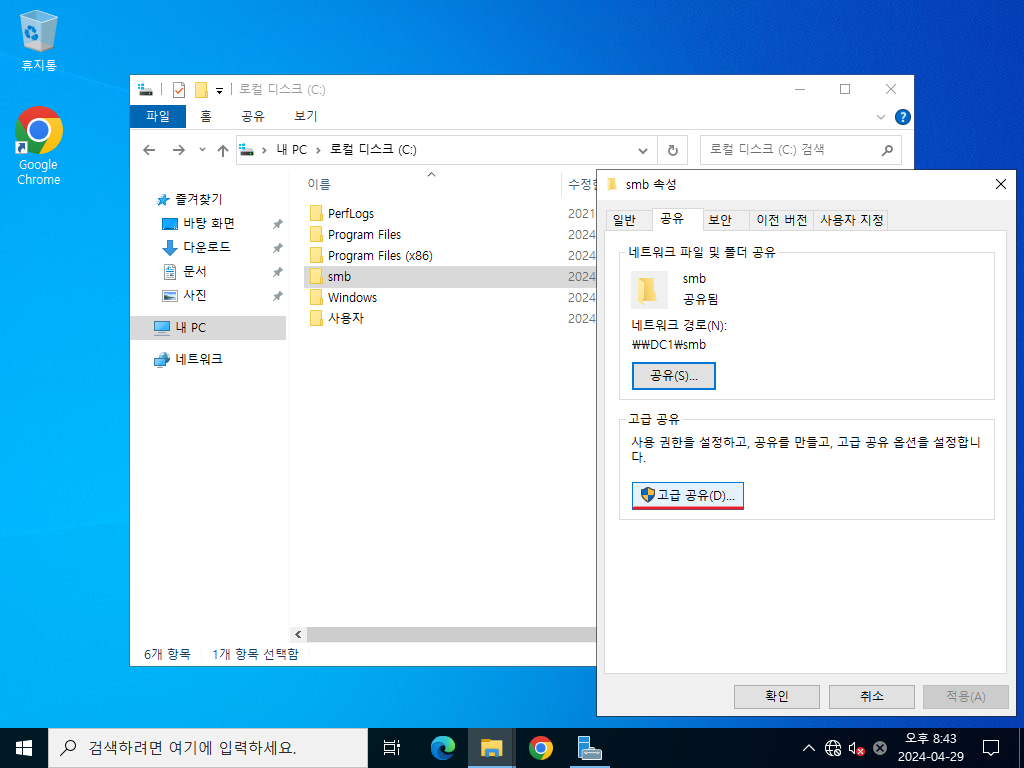 휴지통
Google
Chrome
로컬 디스크 (C:)
파일
홈
공유
보기
내 PC
로컬 디스크 (C:)
로컬 디스크 (C:) 검색
이름
즐겨찾기
바탕 화면
다운로드
문서
사진
내 PC
네트워크
PerfLogs
2021
Program Files
2024
Program Files (x86)
2024
smb
2024
Windows
2024
사용자
2024
6개 항목
1개 항목 선택함
smb 속성
일반
공유
보안
이전 버전
사용자 지정
네트워크 파일 및 폴더 공유
smb
공유됨
네트워크 경로(N):
₩₩DC1₩smb
공유(S)...
고급 공유
사용 권한을 설정하고, 공유를 만들고, 고급 공유 옵션을 설정합니
다.
고급 공유(D)...
확인
취소
적용(A)
검색하려면 여기에 입력하세요.
오후 8:43
2024-04-29